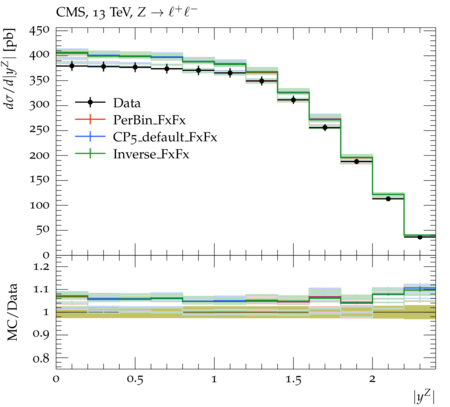 CMS, 13 TeV, Z → ℓ⁺ℓ⁻
dσ/d|y^Z| [pb]
450
400
350
300
250
200
150
100
50
0
Data
PerBin_FxFx
CP5_default_FxFx
Inverse_FxFx
MC/Data
1.2
1.1
1
0.9
0.8
0
0.5
1
1.5
2
|y^Z|